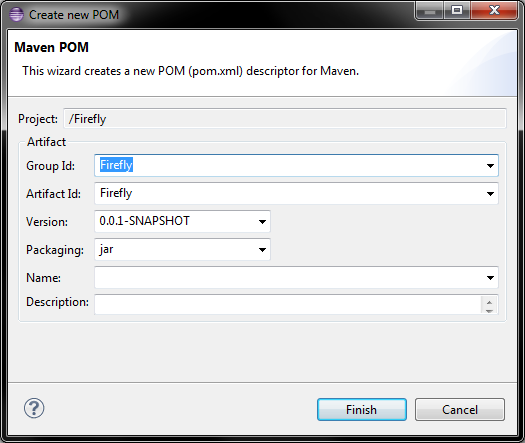 Create new POM
Maven POM
This wizard creates a new POM (pom.xml) descriptor for Maven.
Project: /Firefly
Artifact
Group Id: Firefly
Artifact Id: Firefly
Version: 0.0.1-SNAPSHOT
Packaging: jar
Name:
Description:
? Finish Cancel